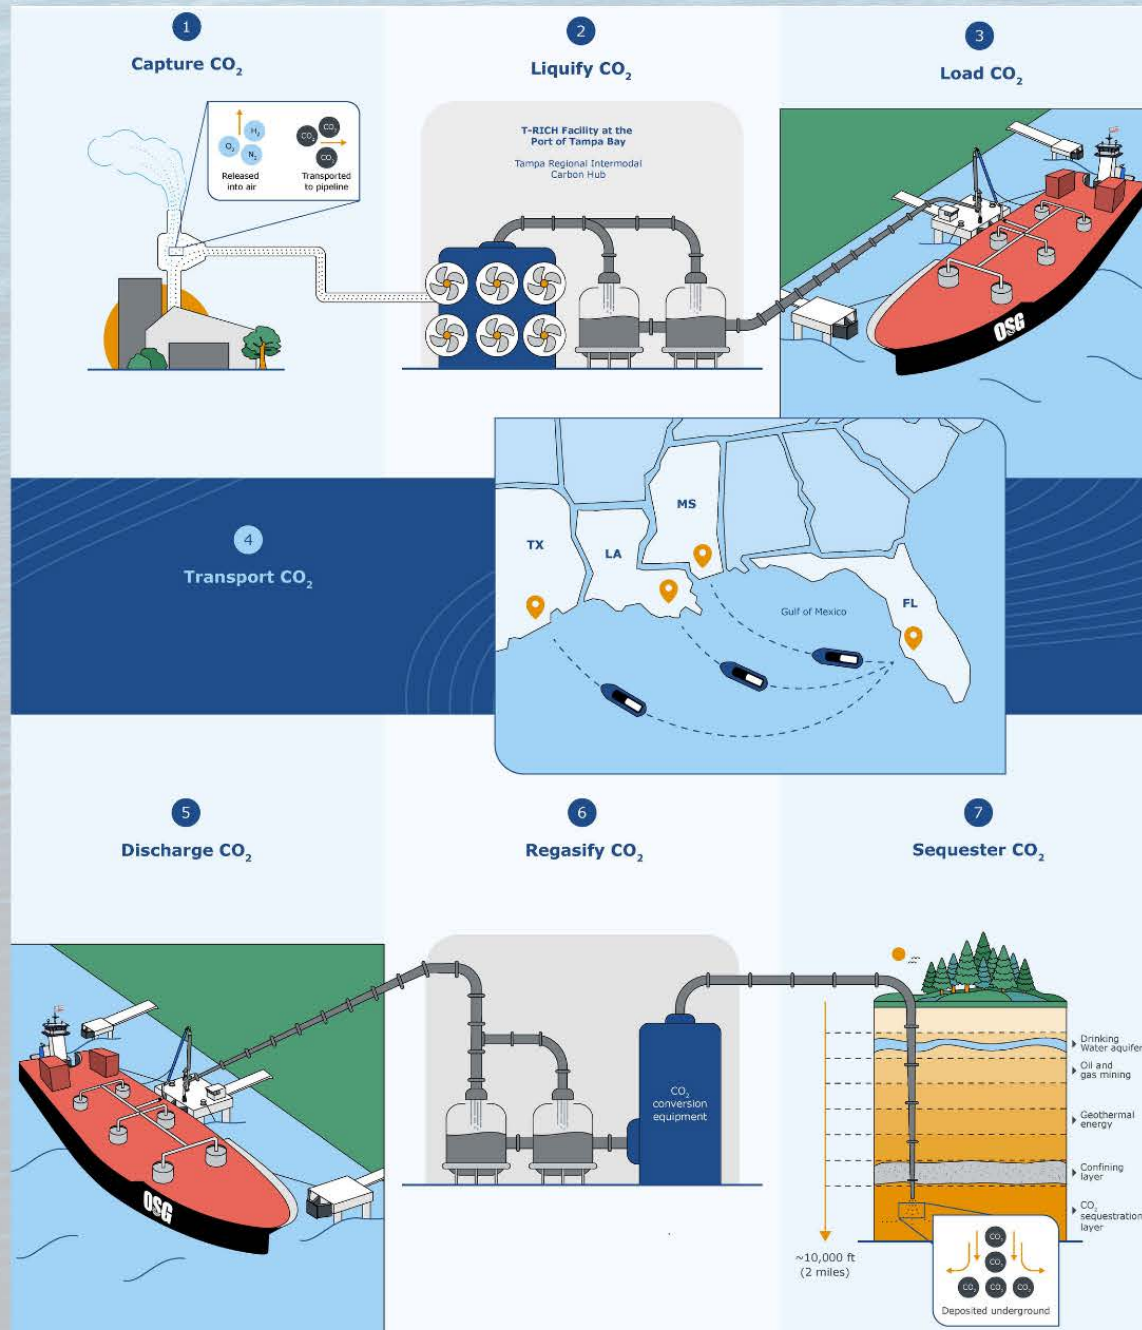 1
Capture CO₂
H₂
O₂
N₂
Released
into air
CO₂
CO₂
CO₂
Transported
to pipeline
2
Liquify CO₂
T-RICH Facility at the
Port of Tampa Bay
Tampa Regional Intermodal
Carbon Hub
3
Load CO₂
OSG
4
Transport CO₂
TX
LA
MS
FL
Gulf of Mexico
5
Discharge CO₂
OSG
6
Regasify CO₂
CO₂
conversion
equipment
7
Sequester CO₂
Drinking
Water aquifer
Oil and
gas mining
Geothermal
energy
Confining
layer
CO₂
sequestration
layer
~10,000 ft
(2 miles)
CO₂
CO₂
CO₂
CO₂
CO₂
Deposited underground